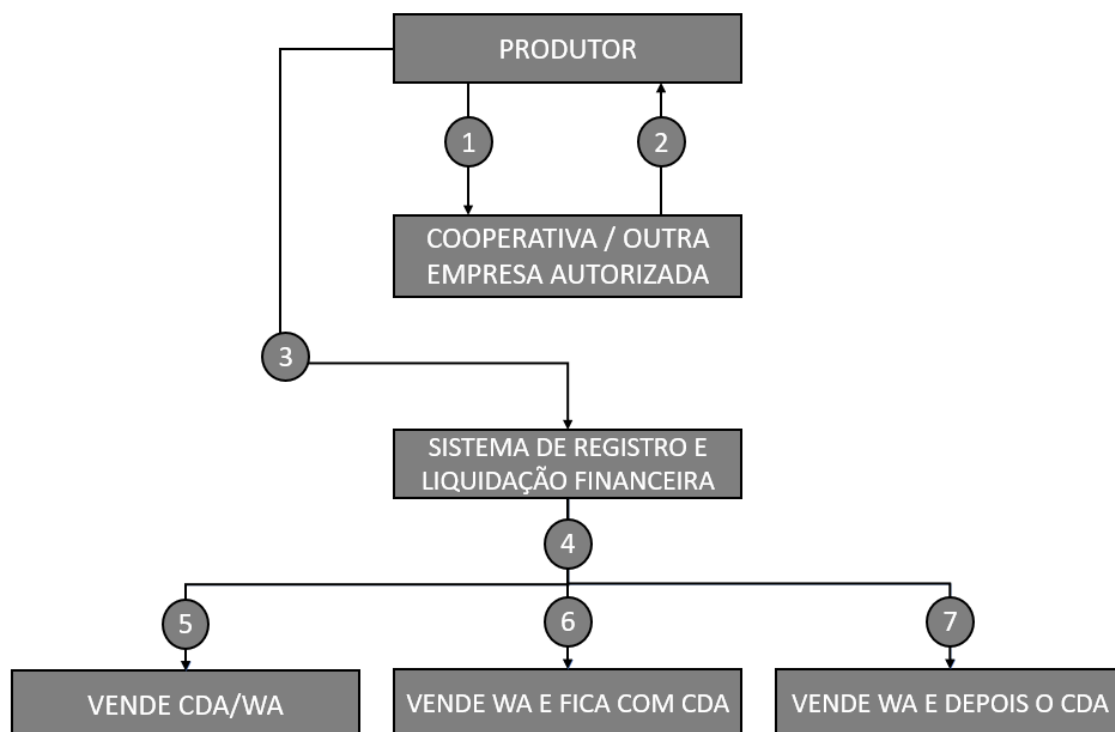 PRODUTOR
1
2
COOPERATIVA / OUTRA
EMPRESA AUTORIZADA
3
SISTEMA DE REGISTRO E
LIQUIDAÇÃO FINANCEIRA
4
5
6
7
VENDE CDA/WA
VENDE WA E FICA COM CDA
VENDE WA E DEPOIS O CDA